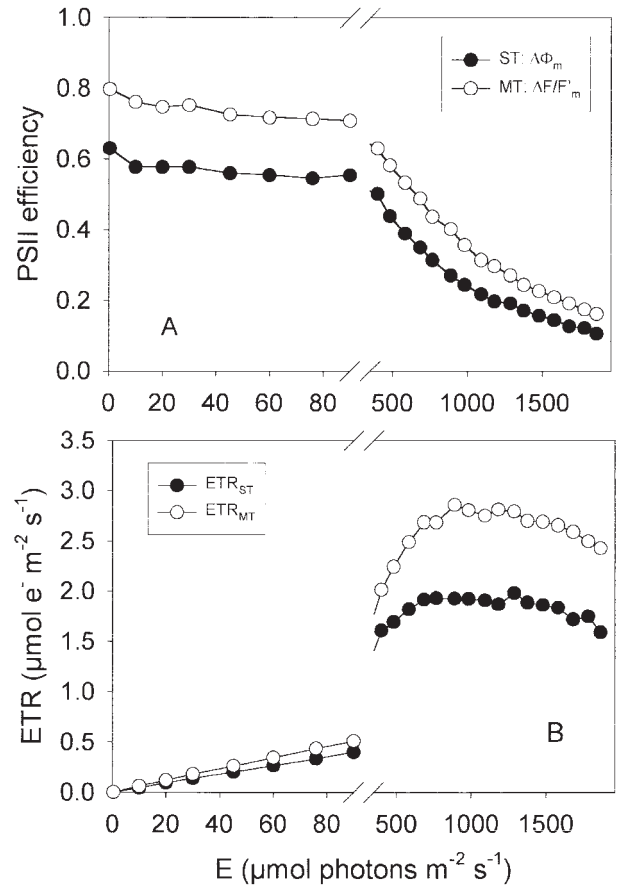 1.0
0.8
0.6
0.4
0.2
0.0
PSII efficiency
ST: ΔΦm
MT: ΔF/F'm
A
0 20 40 60 80 500 1000 1500
3.5
3.0
2.5
2.0
1.5
1.0
0.5
0.0
ETR (µmol e- m-2 s-1)
ETRST
ETRMT
B
0 20 40 60 80 500 1000 1500
E (µmol photons m-2 s-1)